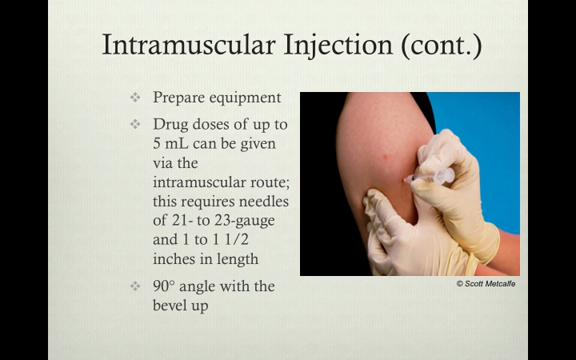 Intramuscular Injection (cont.)
Prepare equipment
Drug doses of up to
5 mL can be given
via the
intramuscular route;
this requires needles
of 21- to 23-gauge
and 1 to 1 1/2
inches in length
90° angle with the
bevel up
© Scott Metcalfe